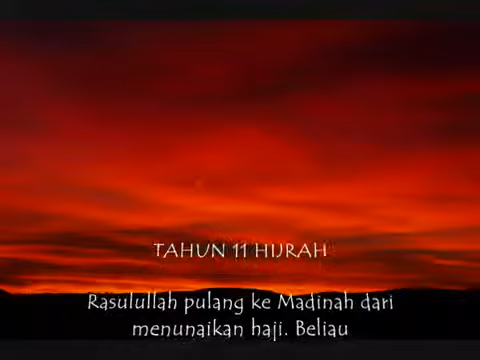 TAHUN 11 HIJRAH
Rasulullah pulang ke Madinah dari
menunaikan haji. Beliau